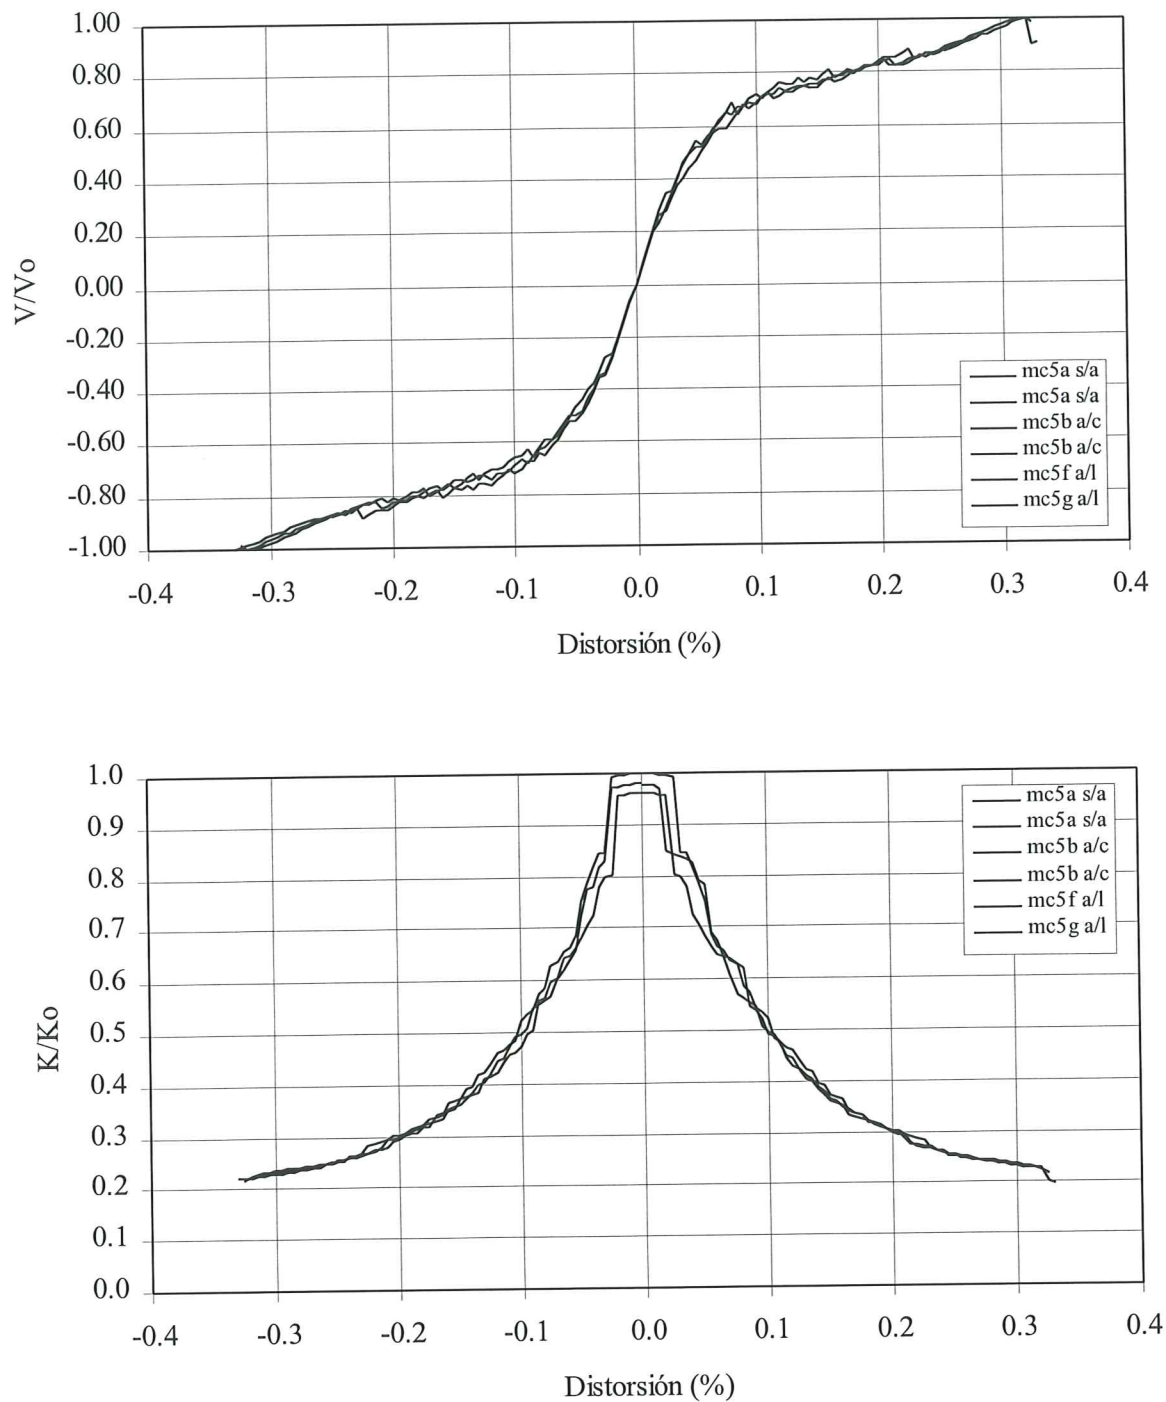 1.00
0.80
0.60
0.40
0.20
0.00
-0.20
-0.40
-0.60
-0.80
-1.00
V/Vo
-0.4 -0.3 -0.2 -0.1 0.0 0.1 0.2 0.3 0.4
Distorsión (%)
mc5a s/a
mc5a s/a
mc5b a/c
mc5b a/c
mc5f a/l
mc5g a/l
1.0
0.9
0.8
0.7
0.6
0.5
0.4
0.3
0.2
0.1
0.0
K/Ko
-0.4 -0.3 -0.2 -0.1 0.0 0.1 0.2 0.3 0.4
Distorsión (%)
mc5a s/a
mc5a s/a
mc5b a/c
mc5b a/c
mc5f a/l
mc5g a/l